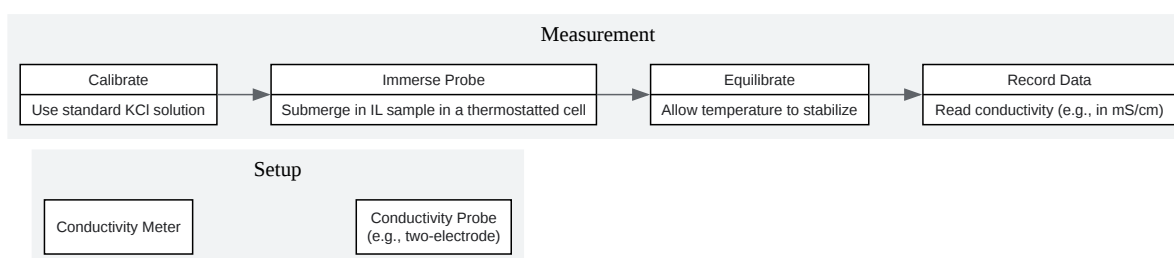 Measurement
Calibrate
Use standard KCl solution
Immerse Probe
Submerge in IL sample in a thermostatted cell
Equilibrate
Allow temperature to stabilize
Record Data
Read conductivity (e.g., in mS/cm)
Setup
Conductivity Meter
Conductivity Probe
(e.g., two-electrode)